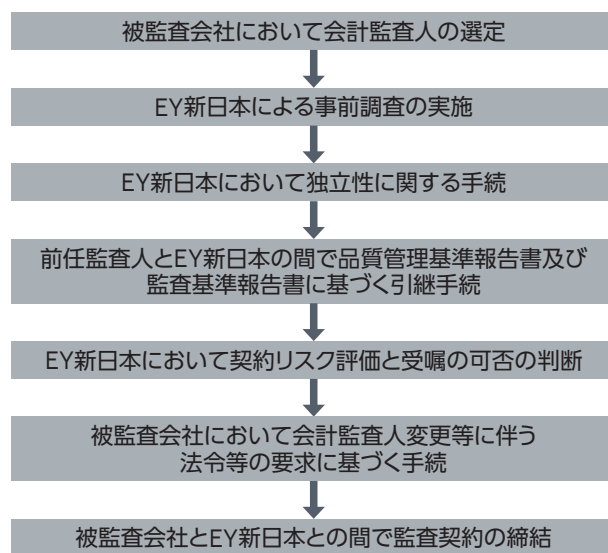 被監査会社において会計監査人の選定
EY新日本による事前調査の実施
EY新日本において独立性に関する手続
前任監査人とEY新日本の間で品質管理基準報告書及び
監査基準報告書に基づく引継手続
EY新日本において契約リスク評価と受嘱の可否の判断
被監査会社において会計監査人変更等に伴う
法令等の要求に基づく手続
被監査会社とEY新日本との間で監査契約の締結